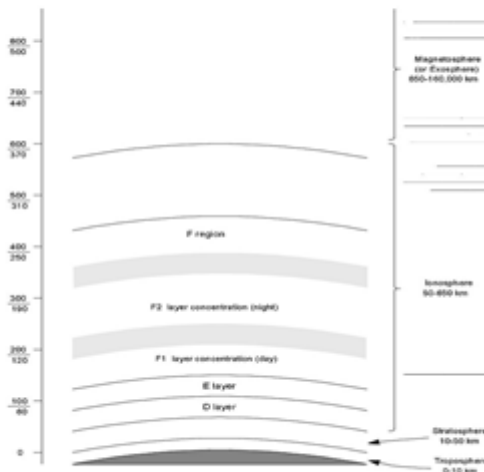 800
500
700
440
600
370
500
310
400
250
300
190
200
120
100
60
0
Magnetosphere
(or Exosphere)
650-160,000 km
F region
F2 layer concentration (night)
F1 layer concentration (day)
E layer
D layer
Ionosphere
50-650 km
Stratosphere
10-50 km
Troposphere
0-10 km